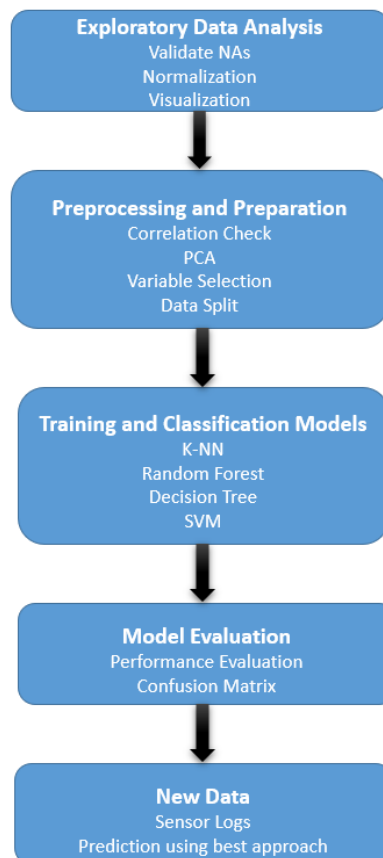 Exploratory Data Analysis
Validate NAs
Normalization
Visualization
Preprocessing and Preparation
Correlation Check
PCA
Variable Selection
Data Split
Training and Classification Models
K-NN
Random Forest
Decision Tree
SVM
Model Evaluation
Performance Evaluation
Confusion Matrix
New Data
Sensor Logs
Prediction using best approach